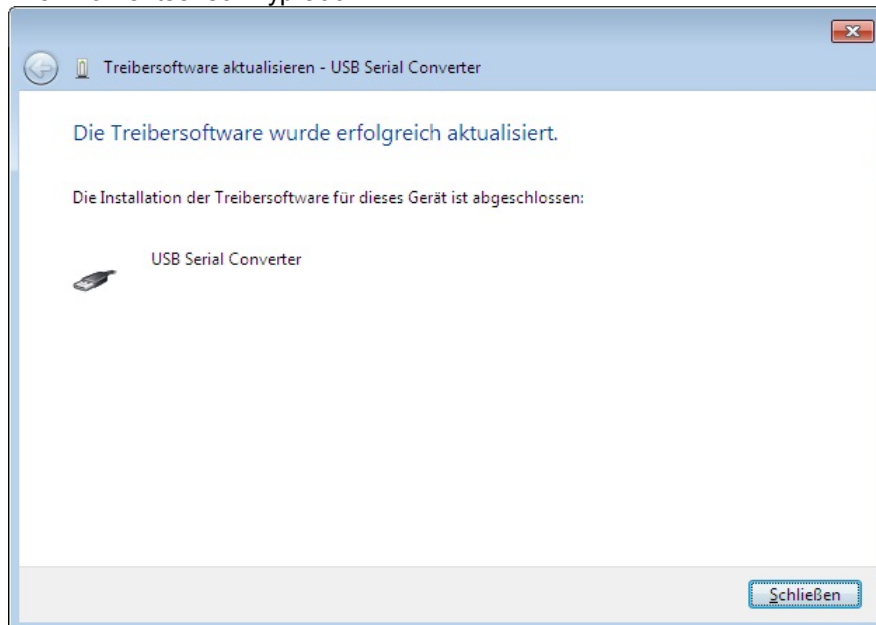 Treibersoftware aktualisieren - USB Serial Converter
Die Treibersoftware wurde erfolgreich aktualisiert.
Die Installation der Treibersoftware für dieses Gerät ist abgeschlossen:
USB Serial Converter
Schließen